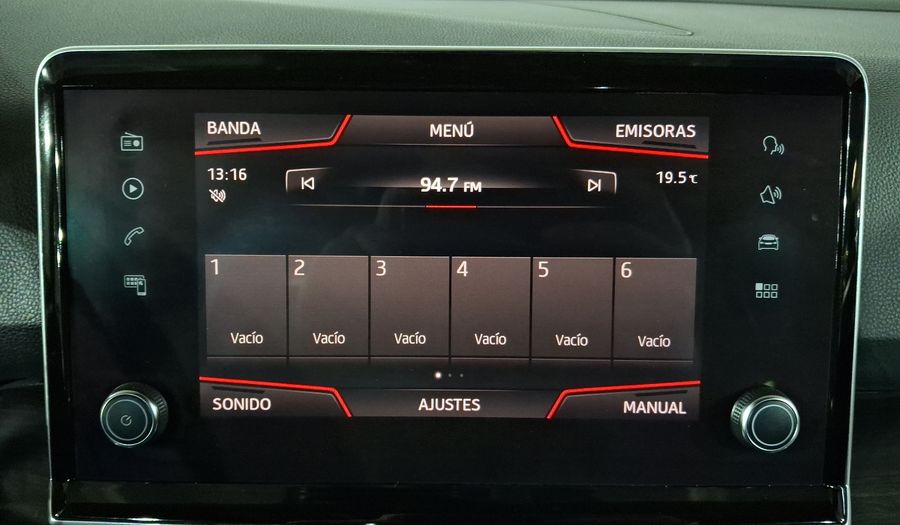 BANDA MENÚ EMISORAS
13:16 94.7 FM 19.5℃
1 2 3 4 5 6
Vacío Vacío Vacío Vacío Vacío Vacío
SONIDO AJUSTES MANUAL